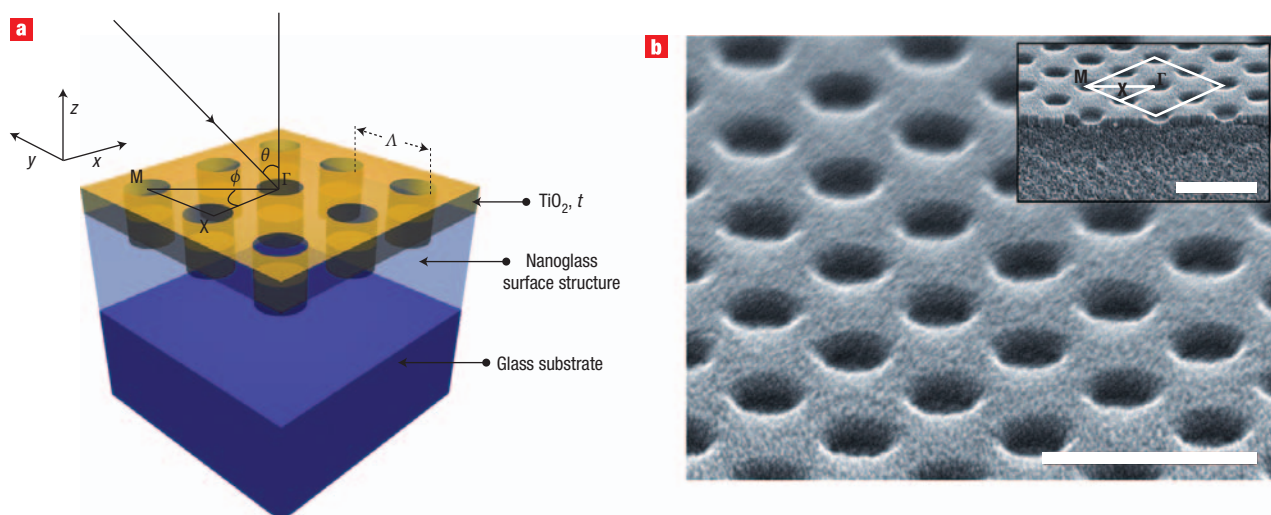 a
z
y
x
θ
Λ
M
ϕ
Γ
X
TiO2, t
Nanoglass
surface structure
Glass substrate
b
M
Γ
X